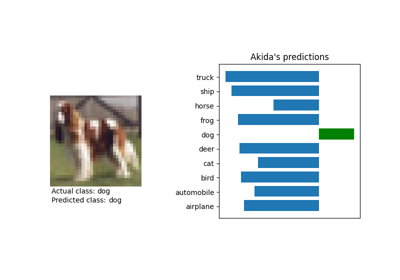 Akida's predictions
truck
ship
horse
frog
dog
deer
cat
bird
automobile
airplane
Actual class: dog
Predicted class: dog